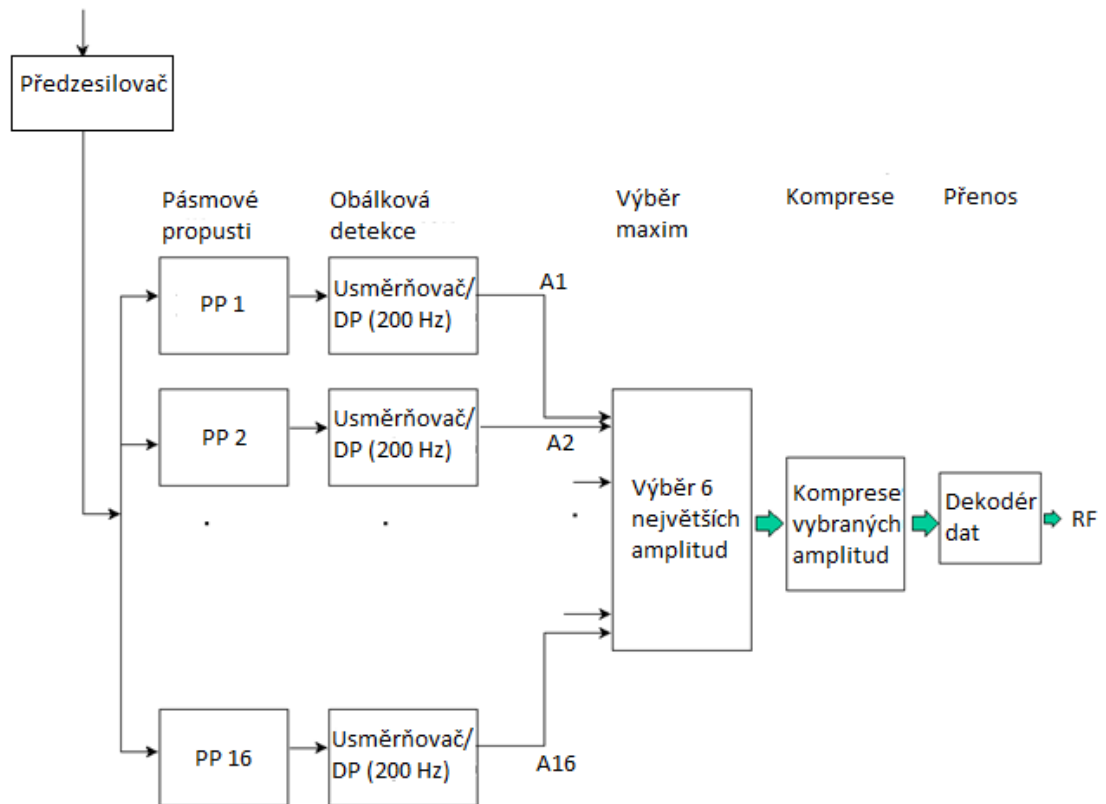 Předzesilovač
Pásmové
propusti
Obálková
detekce
Výběr
maxim
Komprese
Přenos
PP 1
Usměrňovač/
DP (200 Hz)
A1
PP 2
Usměrňovač/
DP (200 Hz)
A2
Výběr 6
největších
amplitud
Komprese
vybraných
amplitud
Dekodér
dat
RF
PP 16
Usměrňovač/
DP (200 Hz)
A16